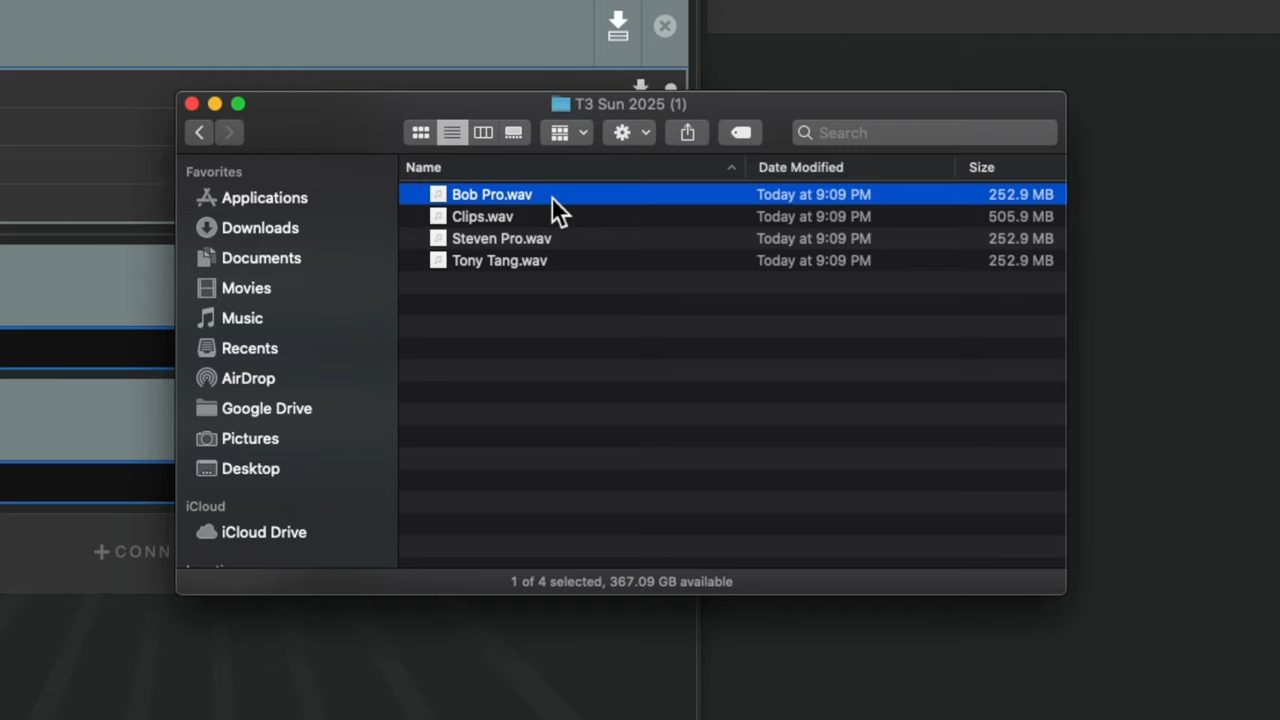 T3 Sun 2025 (1)
Search
Favorites
Applications
Downloads
Documents
Movies
Music
Recents
AirDrop
Google Drive
Pictures
Desktop
iCloud
iCloud Drive
Name Date Modified Size
Bob Pro.wav Today at 9:09 PM 252.9 MB
Clips.wav Today at 9:09 PM 505.9 MB
Steven Pro.wav Today at 9:09 PM 252.9 MB
Tony Tang.wav Today at 9:09 PM 252.9 MB
+CONN
1 of 4 selected, 367.09 GB available